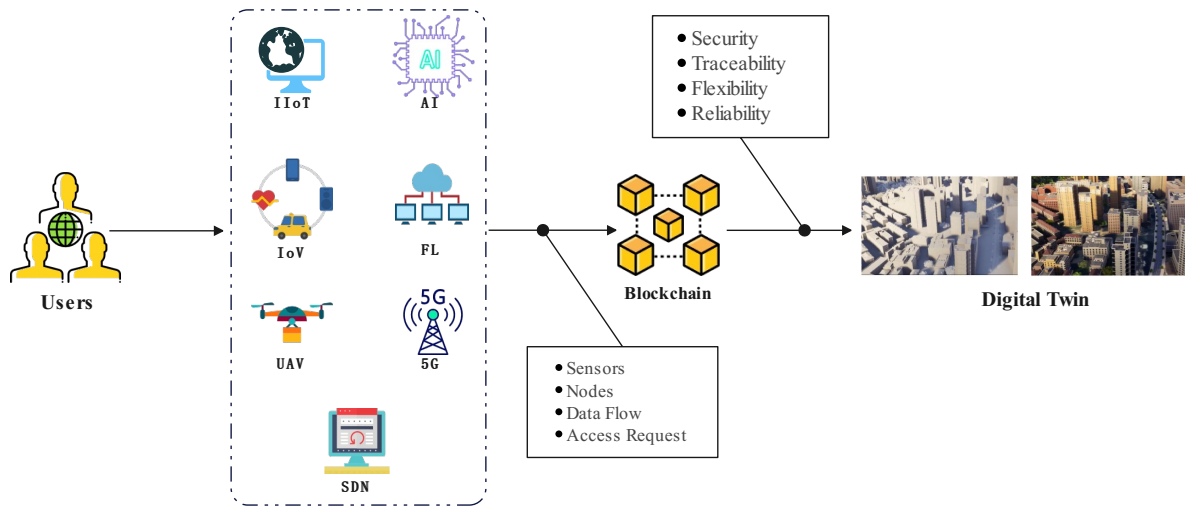 Users
IIoT
AI
AI
IoV
FL
UAV
5G
5G
SDN
• Sensors
• Nodes
• Data Flow
• Access Request
Blockchain
• Security
• Traceability
• Flexibility
• Reliability
Digital Twin